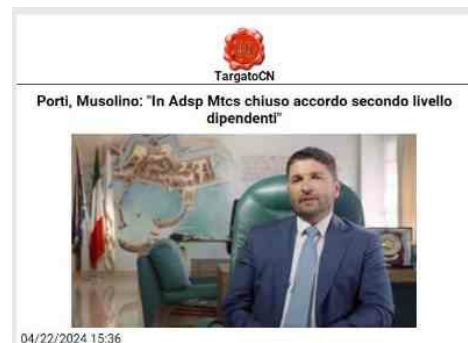 TargatoCN
Porti, Musolino: "In Adsp Mtcs chiuso accordo secondo livello
dipendenti"
04/22/2024 15:36